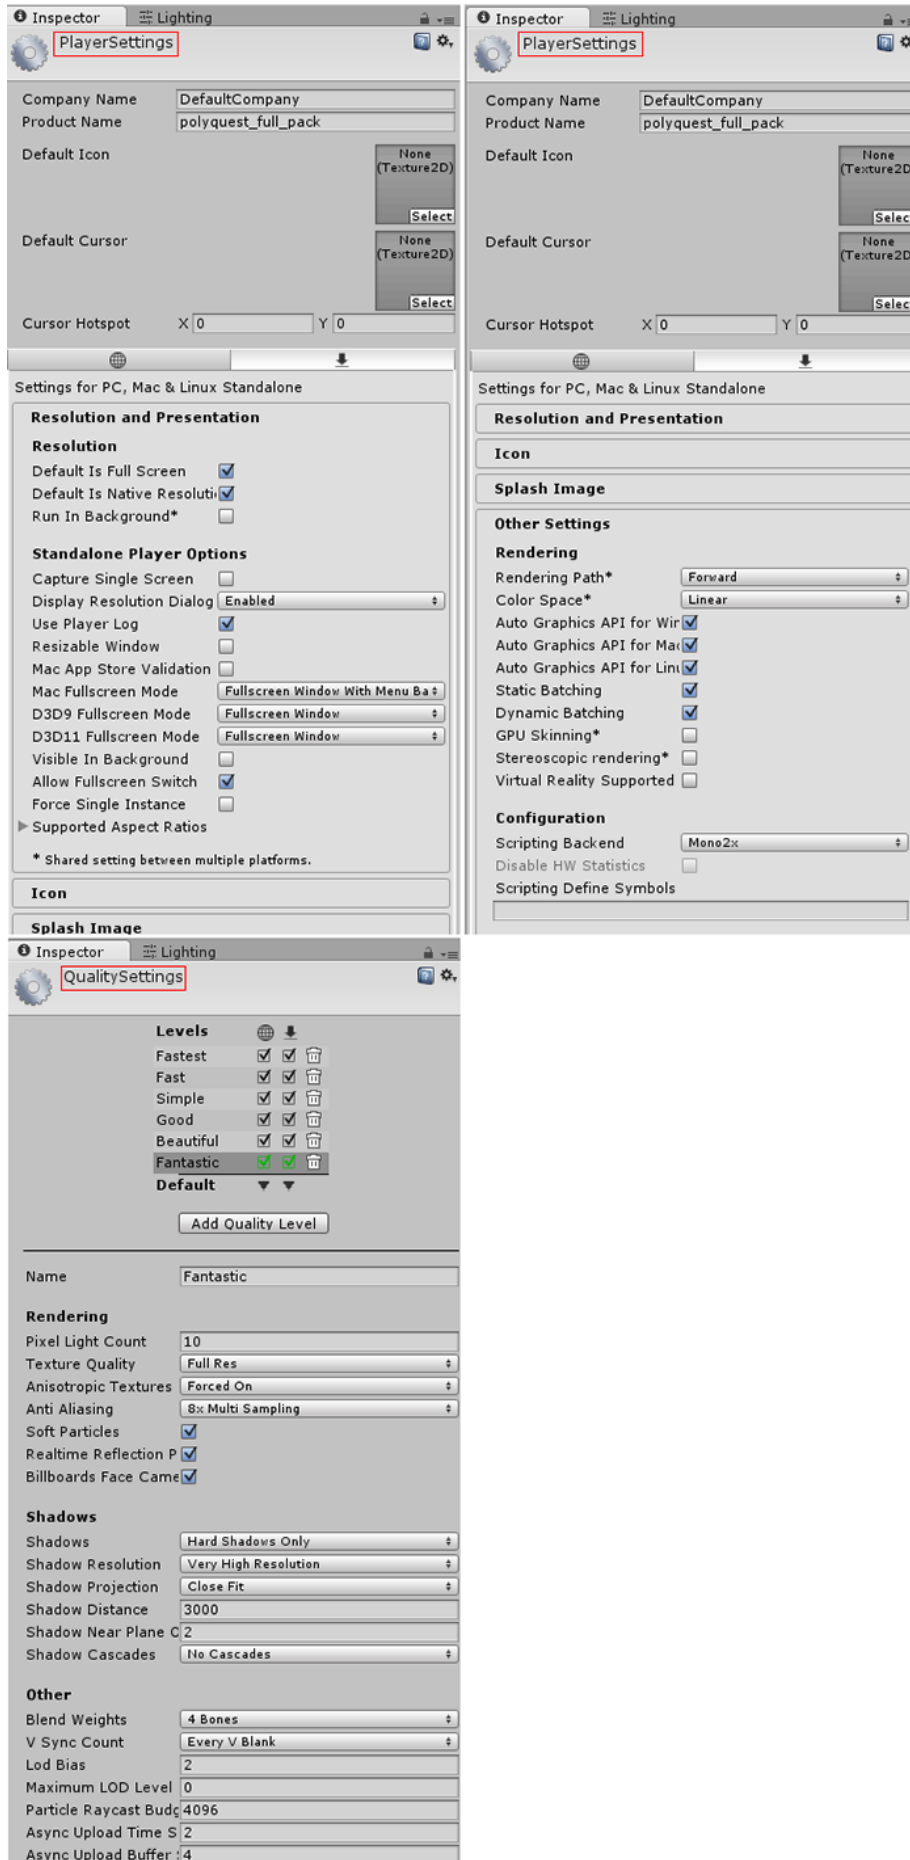 Inspector Lighting
PlayerSettings
Company Name DefaultCompany
Product Name polyquest_full_pack
Default Icon None
(Texture2D)
Select
Default Cursor None
(Texture2D)
Select
Cursor Hotspot X 0 Y 0
Settings for PC, Mac & Linux Standalone
Resolution and Presentation
Resolution
Default Is Full Screen
Default Is Native Resoluti
Run In Background*
Standalone Player Options
Capture Single Screen
Display Resolution Dialog Enabled
Use Player Log
Resizable Window
Mac App Store Validation
Mac Fullscreen Mode Fullscreen Window With Menu Ba
D3D9 Fullscreen Mode Fullscreen Window
D3D11 Fullscreen Mode Fullscreen Window
Visible In Background
Allow Fullscreen Switch
Force Single Instance
Supported Aspect Ratios
* Shared setting between multiple platforms.
Icon
Splash Image
Inspector Lighting
PlayerSettings
Company Name DefaultCompany
Product Name polyquest_full_pack
Default Icon None
(Texture2D
Selec
Default Cursor None
(Texture2D
Selec
Cursor Hotspot X 0 Y 0
Settings for PC, Mac & Linux Standalone
Resolution and Presentation
Icon
Splash Image
Other Settings
Rendering
Rendering Path* Forward
Color Space* Linear
Auto Graphics API for Win
Auto Graphics API for Mac
Auto Graphics API for Linu
Static Batching
Dynamic Batching
GPU Skinning*
Stereoscopic rendering*
Virtual Reality Supported
Configuration
Scripting Backend Mono2x
Disable HW Statistics
Scripting Define Symbols
Inspector Lighting
QualitySettings
Levels
Fastest
Fast
Simple
Good
Beautiful
Fantastic
Default
Add Quality Level
Name Fantastic
Rendering
Pixel Light Count 10
Texture Quality Full Res
Anisotropic Textures Forced On
Anti Aliasing 8x Multi Sampling
Soft Particles
Realtime Reflection P
Billboards Face Came
Shadows
Shadows Hard Shadows Only
Shadow Resolution Very High Resolution
Shadow Projection Close Fit
Shadow Distance 3000
Shadow Near Plane O 2
Shadow Cascades No Cascades
Other
Blend Weights 4 Bones
V Sync Count Every V Blank
Lod Bias 2
Maximum LOD Level 0
Particle Raycast Budg 4096
Async Upload Time S 2
Async Upload Buffer 4